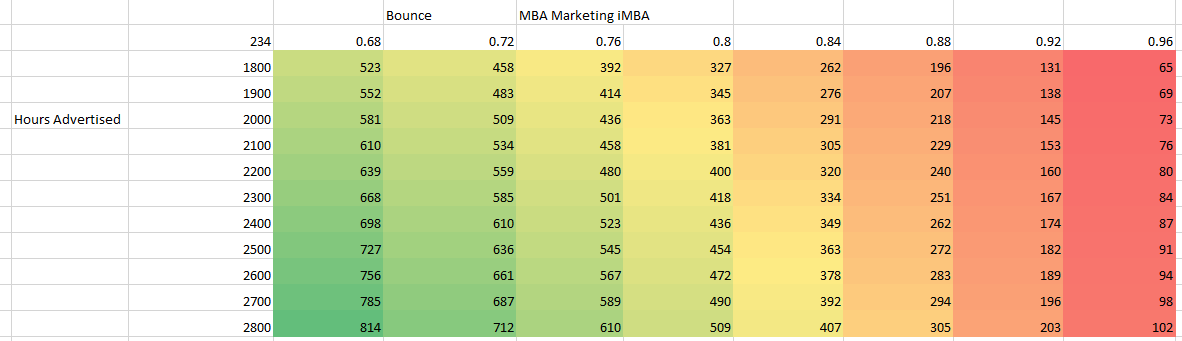 Bounce MBA Marketing iMBA
234 0.68 0.72 0.76 0.8 0.84 0.88 0.92 0.96
1800 523 458 392 327 262 196 131 65
1900 552 483 414 345 276 207 138 69
Hours Advertised 2000 581 509 436 363 291 218 145 73
2100 610 534 458 381 305 229 153 76
2200 639 559 480 400 320 240 160 80
2300 668 585 501 418 334 251 167 84
2400 698 610 523 436 349 262 174 87
2500 727 636 545 454 363 272 182 91
2600 756 661 567 472 378 283 189 94
2700 785 687 589 490 392 294 196 98
2800 814 712 610 509 407 305 203 102